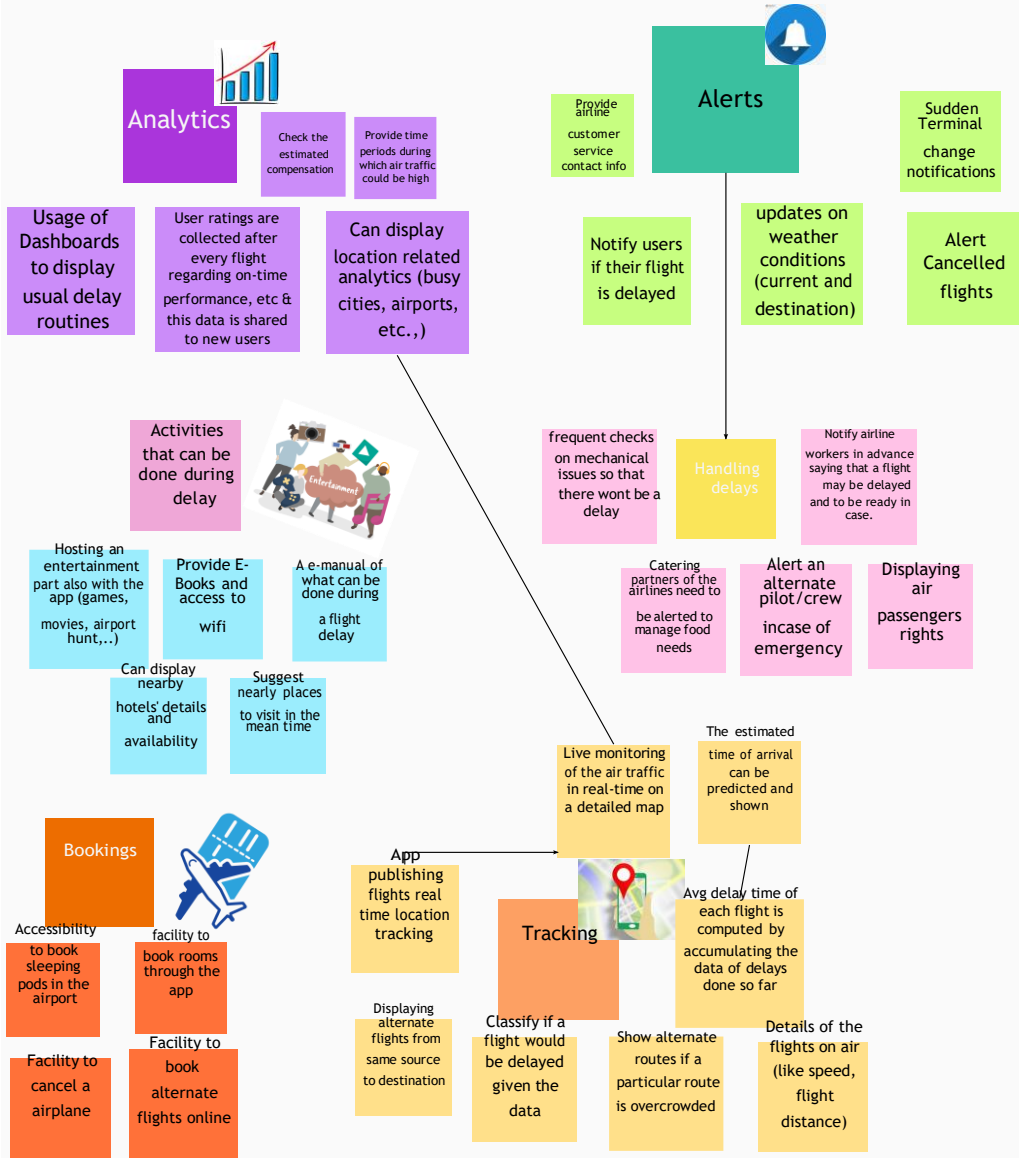 Analytics
Check the
estimated
compensation
Provide time
periods during
which air traffic
could be high
Usage of
Dashboards
to display
usual delay
routines
User ratings are
collected after
every flight
regarding on-time
performance, etc &
this data is shared
to new users
Can display
location related
analytics (busy
cities, airports,
etc.,)
Alerts
Provide
airline
customer
service
contact info
Sudden
Terminal
change
notifications
Notify users
if their flight
is delayed
updates on
weather
conditions
(current and
destination)
Alert
Cancelled
flights
Activities
that can be
done during
delay
Entertainment
Hosting an
entertainment
part also with the
app (games,
movies, airport
hunt,..)
Provide E-
Books and
access to
wifi
A e-manual of
what can be
done during
a flight
delay
Can display
nearby
hotels' details
and
availability
Suggest
nearly places
to visit in the
mean time
frequent checks
on mechanical
issues so that
there wont be a
delay
Handling
delays
Notify airline
workers in advance
saying that a flight
may be delayed
and to be ready in
case.
Catering
partners of the
airlines need to
be alerted to
manage food
needs
Alert an
alternate
pilot/crew
incase of
emergency
Displaying
air
passengers
rights
Bookings
Accessibility
to book
sleeping
pods in the
airport
facility to
book rooms
through the
app
Facility to
cancel a
airplane
Facility to
book
alternate
flights online
Live monitoring
of the air traffic
in real-time on
a detailed map
The estimated
time of arrival
can be
predicted and
shown
App
publishing
flights real
time location
tracking
Tracking
Avg delay time of
each flight is
computed by
accumulating the
data of delays
done so far
Displaying
alternate
flights from
same source
to destination
Classify if a
flight would
be delayed
given the
data
Show alternate
routes if a
particular route
is overcrowded
Details of the
flights on air
(like speed,
flight
distance)